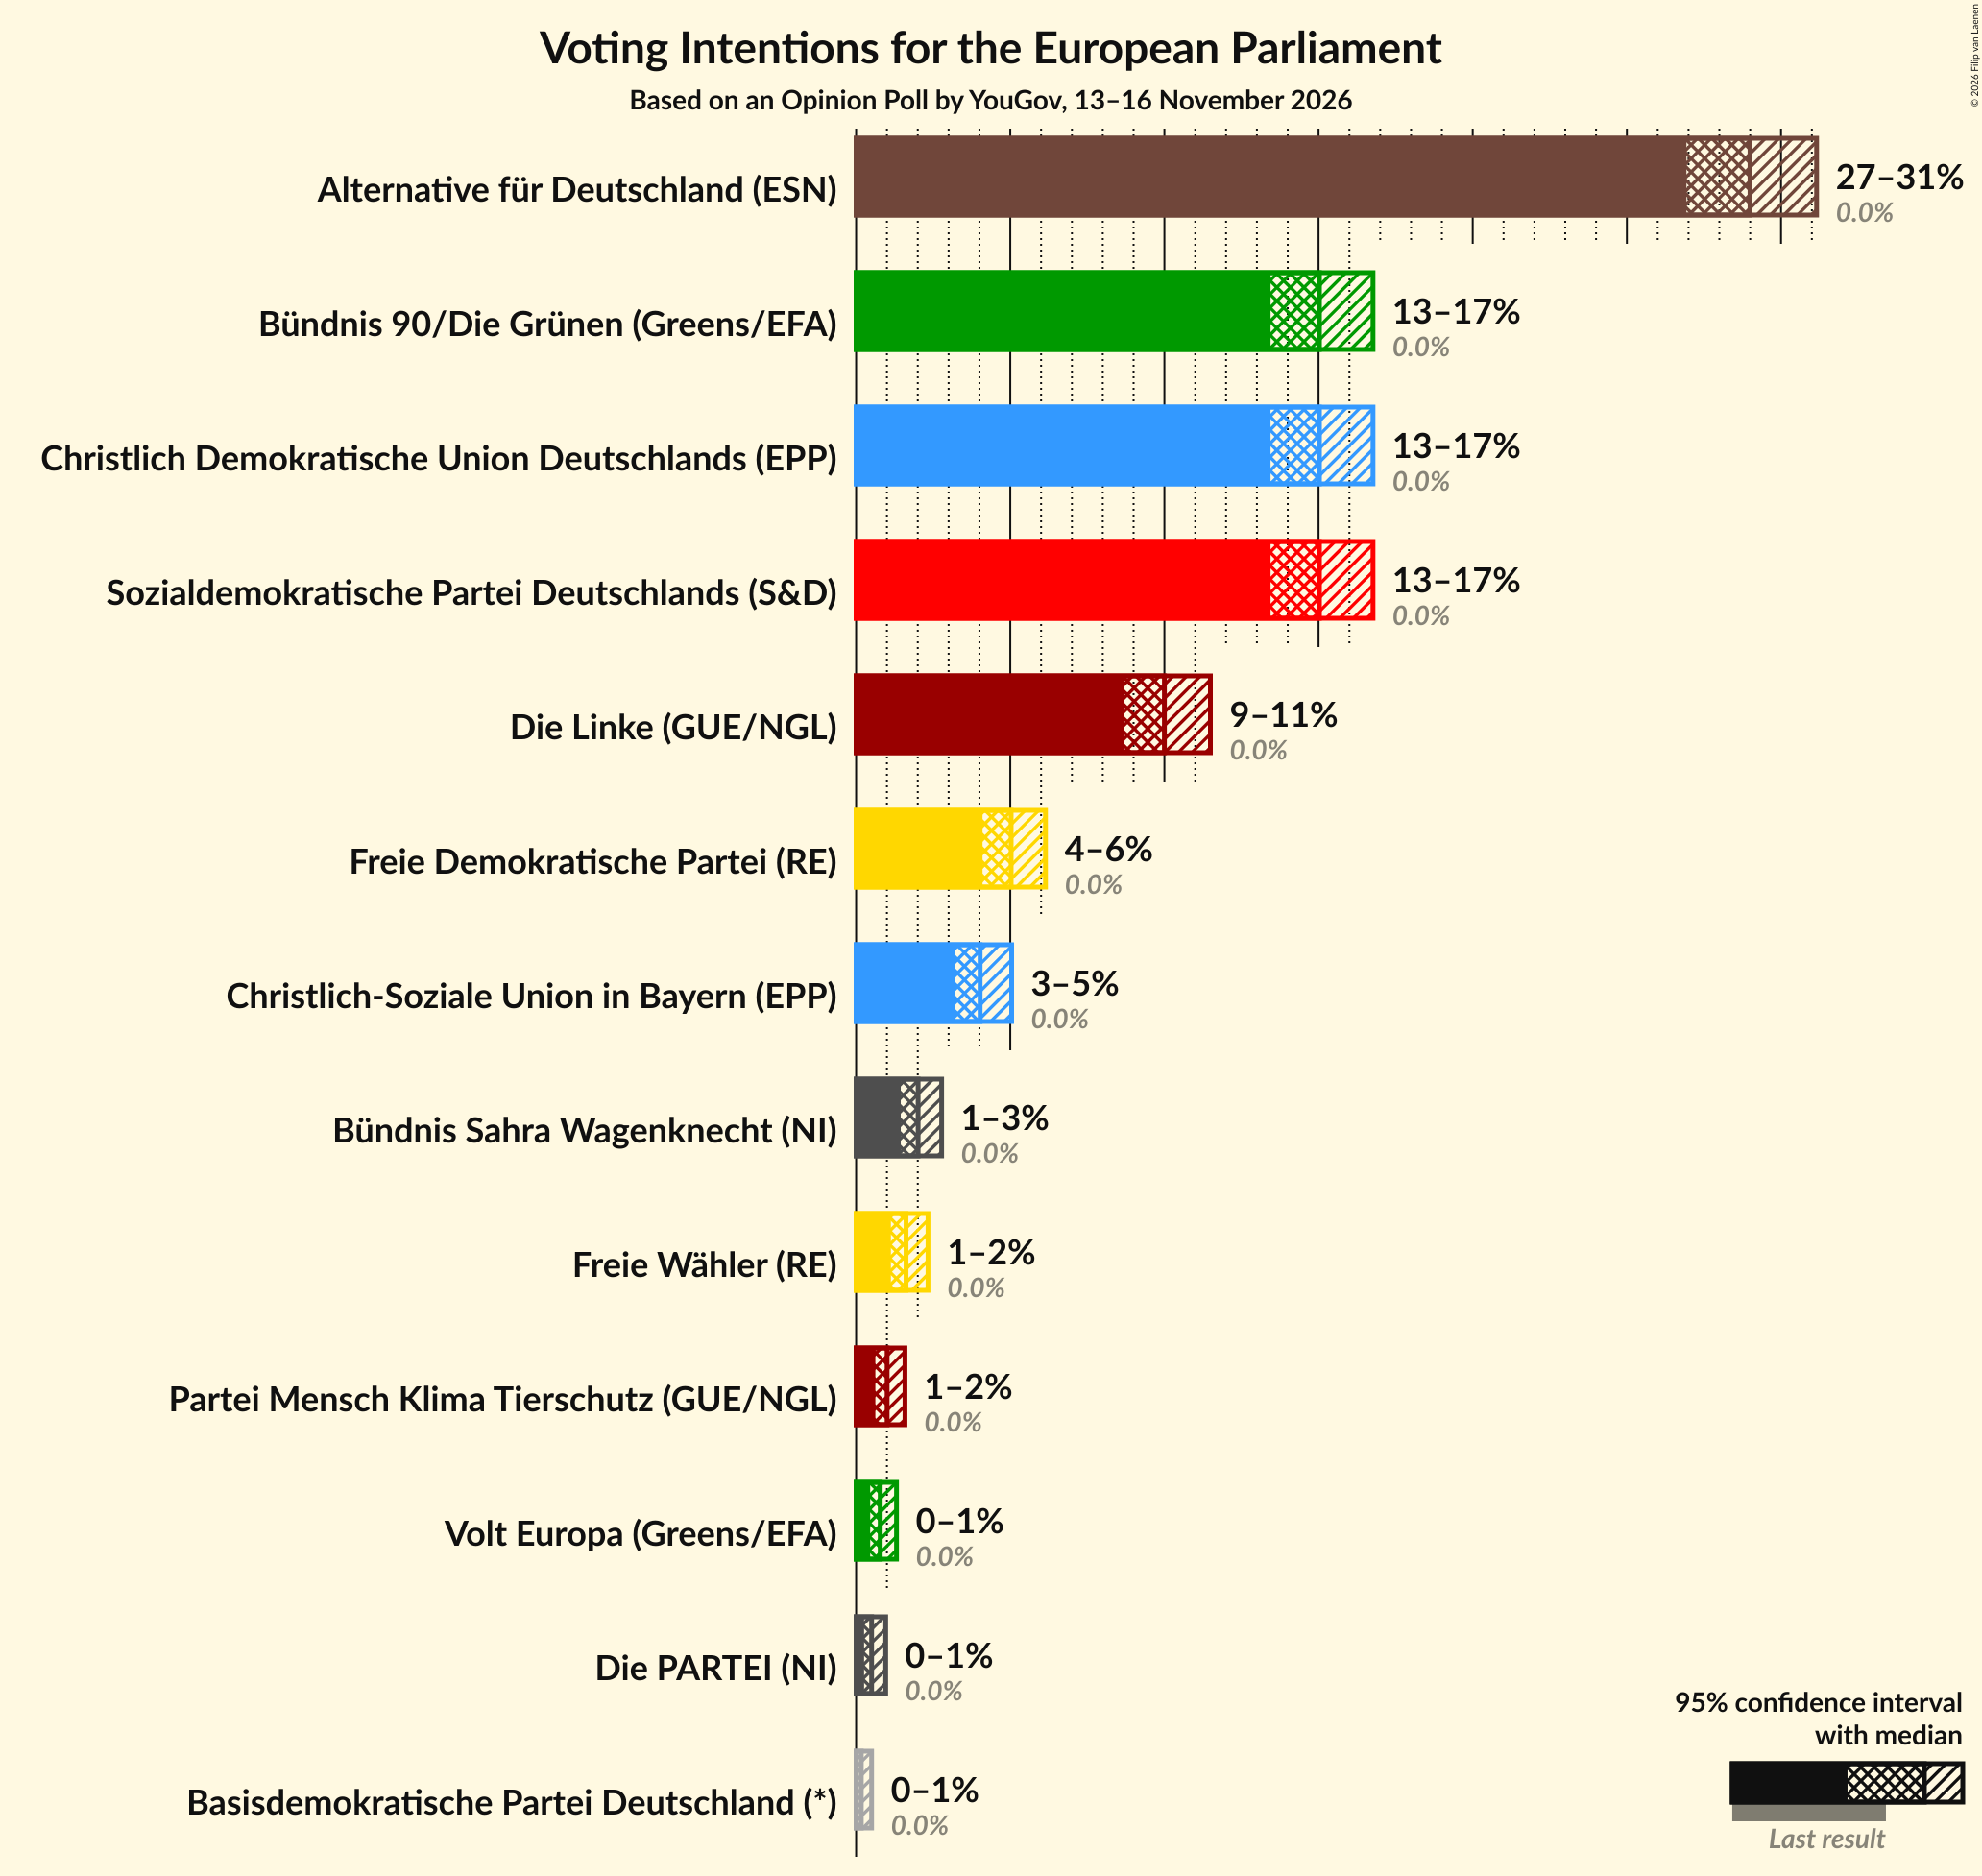 Voting Intentions for the European Parliament
Based on an Opinion Poll by YouGov, 13–16 November 2026
© 2026 Filip van Laenen
Alternative für Deutschland (ESN)
27–31%
0.0%
Bündnis 90/Die Grünen (Greens/EFA)
13–17%
0.0%
Christlich Demokratische Union Deutschlands (EPP)
13–17%
0.0%
Sozialdemokratische Partei Deutschlands (S&D)
13–17%
0.0%
Die Linke (GUE/NGL)
9–11%
0.0%
Freie Demokratische Partei (RE)
4–6%
0.0%
Christlich-Soziale Union in Bayern (EPP)
3–5%
0.0%
Bündnis Sahra Wagenknecht (NI)
1–3%
0.0%
Freie Wähler (RE)
1–2%
0.0%
Partei Mensch Klima Tierschutz (GUE/NGL)
1–2%
0.0%
Volt Europa (Greens/EFA)
0–1%
0.0%
Die PARTEI (NI)
0–1%
0.0%
Basisdemokratische Partei Deutschland (*)
0–1%
0.0%
95% confidence interval
with median
Last result